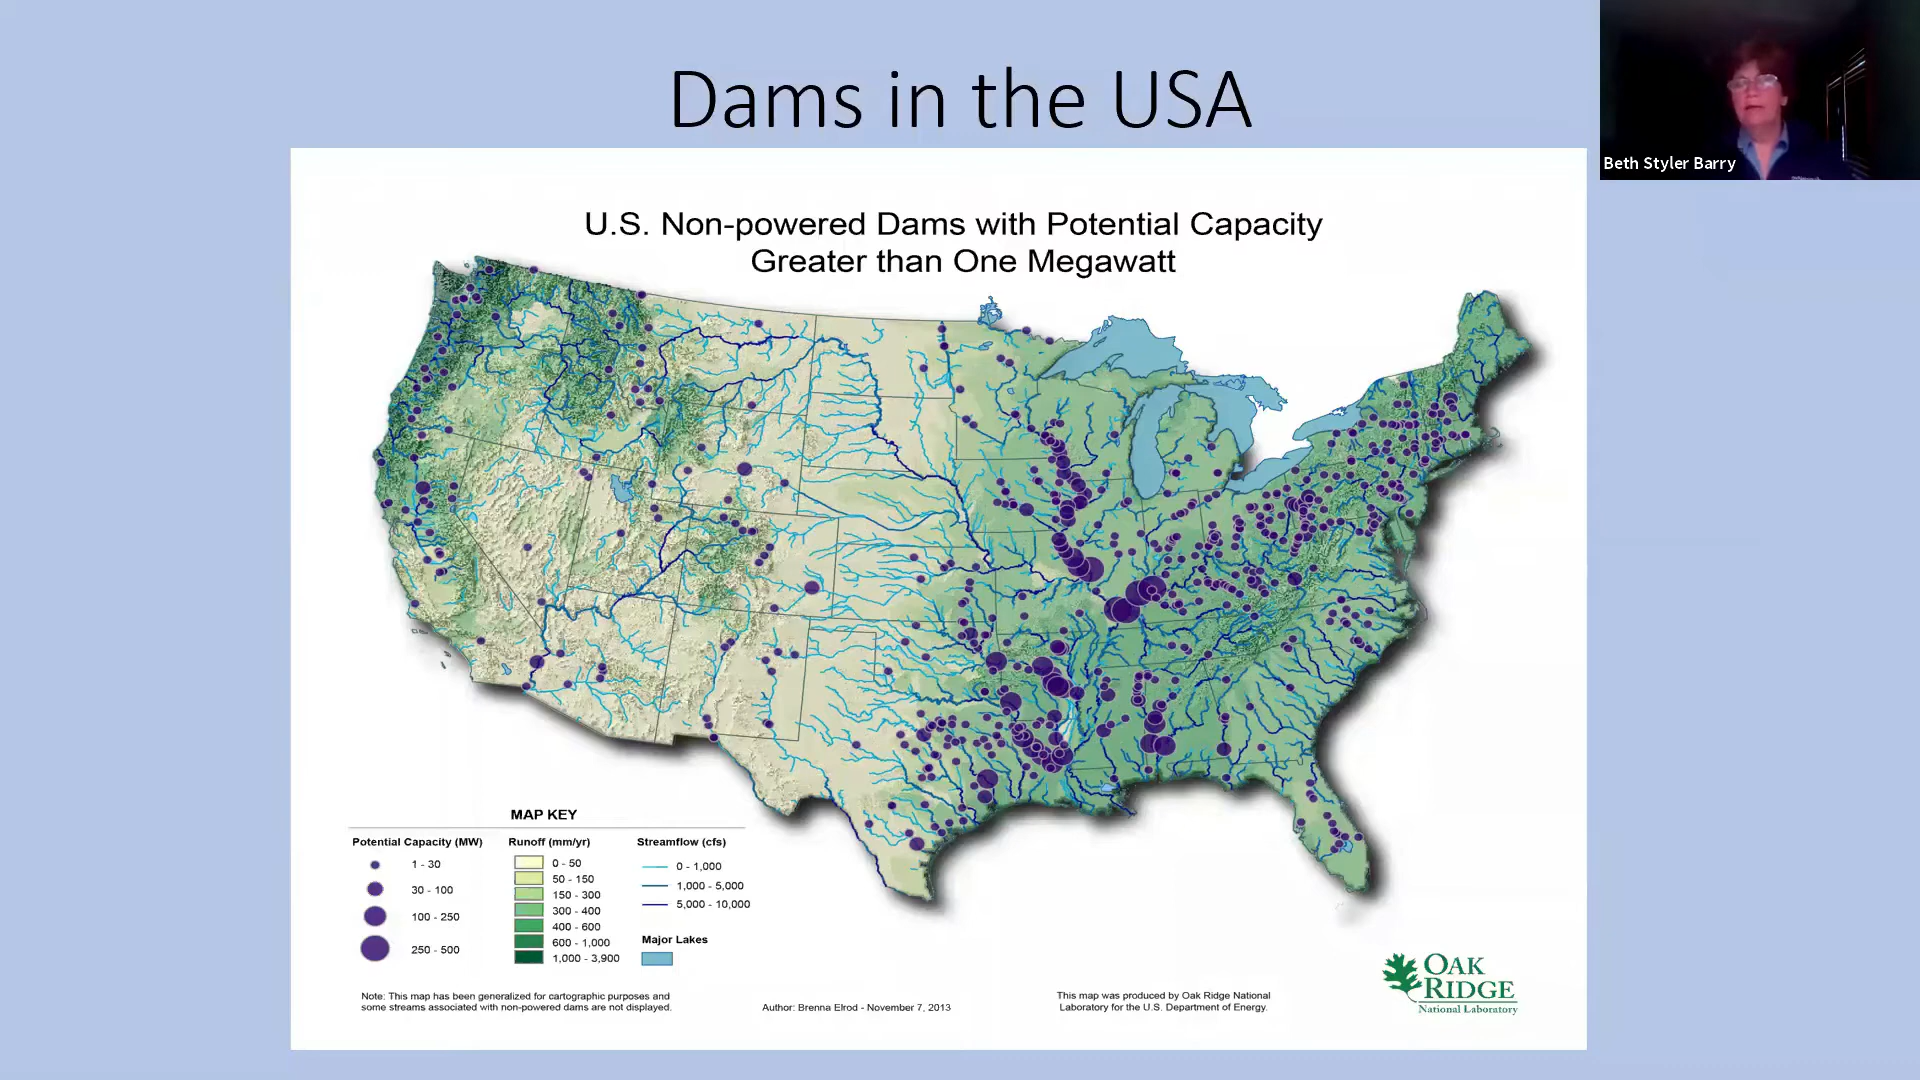 Dams in the USA
Beth Styler Barry
U.S. Non-powered Dams with Potential Capacity
Greater than One Megawatt
MAP KEY
Potential Capacity (MW)
1 - 30
30 - 100
100 - 250
250 - 500
Runoff (mm/yr)
0 - 50
50 - 150
150 - 300
300 - 400
400 - 600
600 - 1,000
1,000 - 3,900
Streamflow (cfs)
0 - 1,000
1,000 - 5,000
5,000 - 10,000
Major Lakes
Note: This map has been generalized for cartographic purposes and
some streams associated with non-powered dams are not displayed.
Author: Brenna Elrod - November 7, 2013
This map was produced by Oak Ridge National
Laboratory for the U.S. Department of Energy.
OAK
RIDGE
National Laboratory